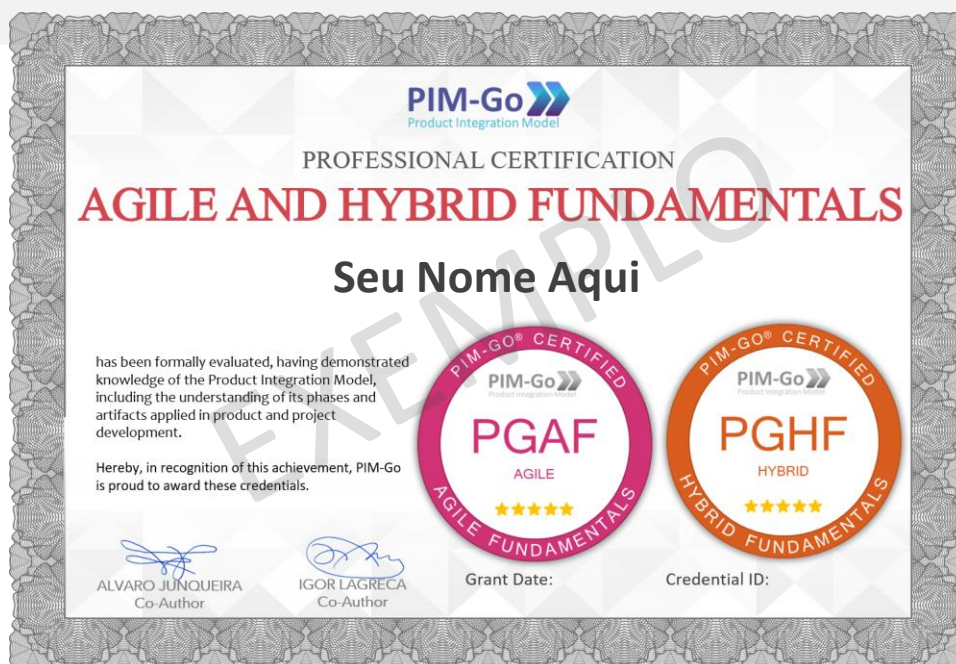 PIM-Go
Product Integration Model
PROFESSIONAL CERTIFICATION
AGILE AND HYBRID FUNDAMENTALS
Seu Nome Aqui
EXEMPLO
has been formally evaluated, having demonstrated
knowledge of the Product Integration Model,
including the understanding of its phases and
artifacts applied in product and project
development.
Hereby, in recognition of this achievement, PIM-Go
is proud to award these credentials.
PIM-GO® CERTIFIED
PIM-Go
Product Integration Model
PGAF
AGILE
AGILE FUNDAMENTALS
PIM-GO® CERTIFIED
PIM-Go
Product Integration Model
PGHF
HYBRID
HYBRID FUNDAMENTALS
ALVARO JUNQUEIRA
Co-Author
IGOR LAGRECA
Co-Author
Grant Date:
Credential ID: